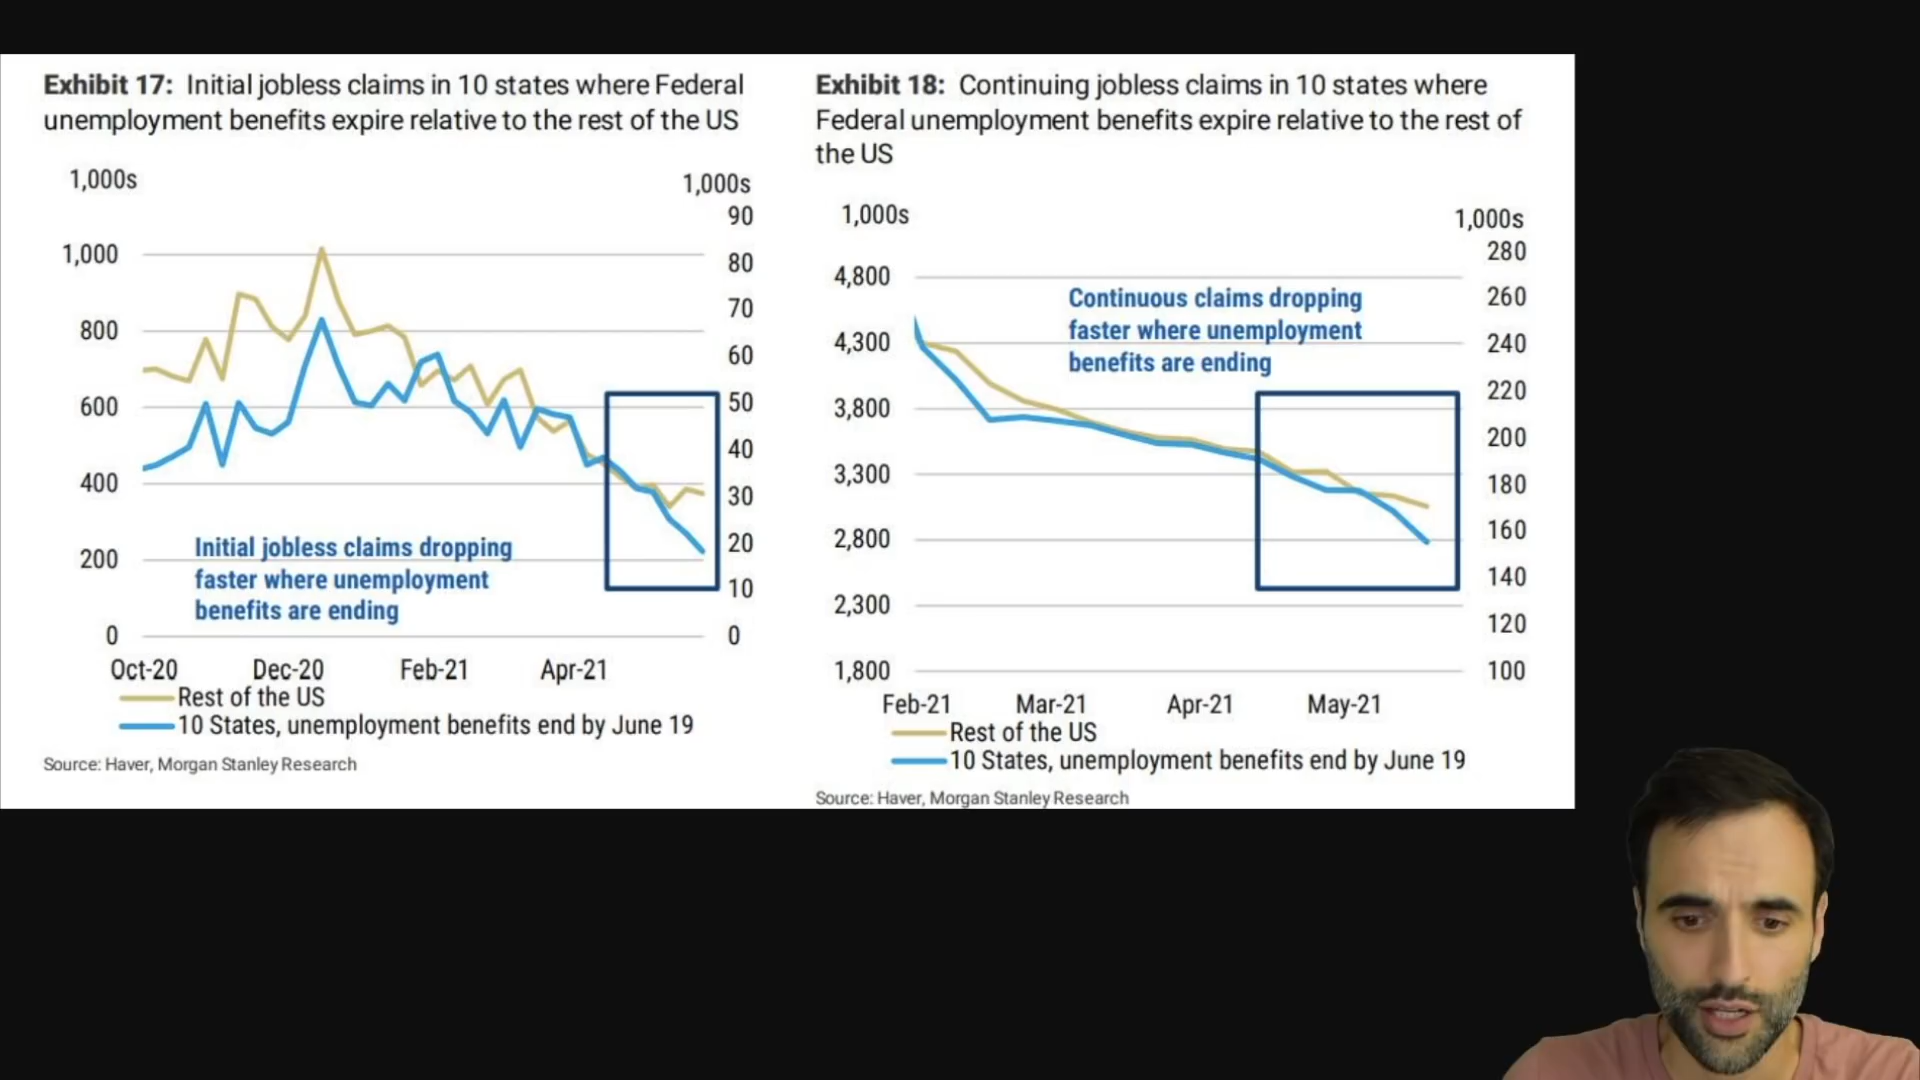 Exhibit 17: Initial jobless claims in 10 states where Federal
unemployment benefits expire relative to the rest of the US
1,000s
1,000s
90
1,000
80
70
800
60
600
50
40
400
30
20
200
10
0
0
Initial jobless claims dropping
faster where unemployment
benefits are ending
Oct-20 Dec-20 Feb-21 Apr-21
Rest of the US
10 States, unemployment benefits end by June 19
Source: Haver, Morgan Stanley Research
Exhibit 18: Continuing jobless claims in 10 states where
Federal unemployment benefits expire relative to the rest of
the US
1,000s
1,000s
280
4,800
260
4,300
240
220
3,800
200
3,300
180
160
2,800
140
2,300
120
1,800
100
Continuous claims dropping
faster where unemployment
benefits are ending
Feb-21 Mar-21 Apr-21 May-21
Rest of the US
10 States, unemployment benefits end by June 19
Source: Haver, Morgan Stanley Research